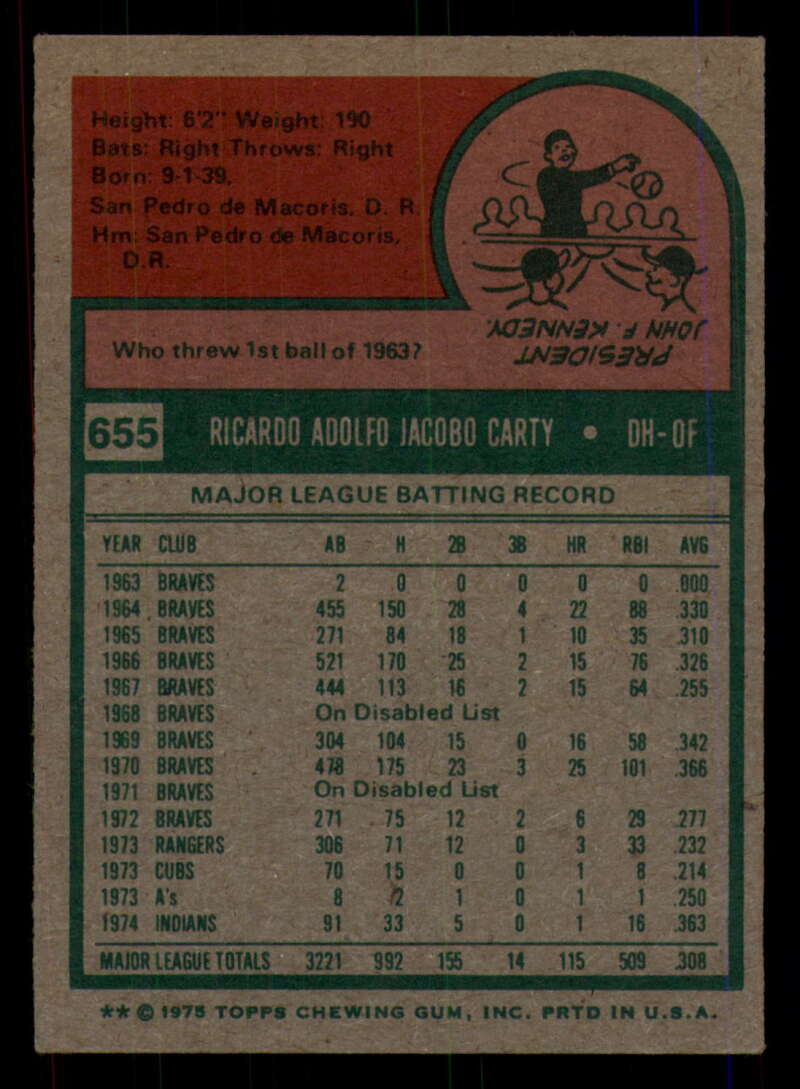 Height: 6'2" Weight: 190
Bats: Right Throws: Right
Born: 9-1-39,
San Pedro de Macoris, D. R.
Hm: San Pedro de Macoris,
D.R.
Who threw 1st ball of 1963?
PRESIDENT
JOHN F. KENNEDY.
655 RICARDO ADOLFO JACOBO CARTY • DH-OF
MAJOR LEAGUE BATTING RECORD
YEAR CLUB AB H 2B 3B HR RBI AVG
1963 BRAVES 2 0 0 0 0 0 .000
1964 BRAVES 455 150 28 4 22 88 .330
1965 BRAVES 271 84 18 1 10 35 .310
1966 BRAVES 521 170 25 2 15 76 .326
1967 BRAVES 444 113 16 2 15 64 .255
1968 BRAVES On Disabled List
1969 BRAVES 304 104 15 0 16 58 .342
1970 BRAVES 478 175 23 3 25 101 .366
1971 BRAVES On Disabled List
1972 BRAVES 271 75 12 2 6 29 .277
1973 RANGERS 306 71 12 0 3 33 .232
1973 CUBS 70 15 0 0 1 8 .214
1973 A's 8 2 1 0 1 1 .250
1974 INDIANS 91 33 5 0 1 16 .363
MAJOR LEAGUE TOTALS 3221 992 155 14 115 509 .308
** © 1975 TOPPS CHEWING GUM, INC. PRTD IN U.S.A.